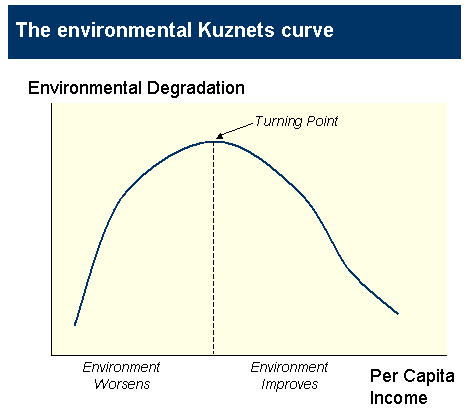 The environmental Kuznets curve
Environmental Degradation
Turning Point
Environment
Worsens
Environment
Improves
Per Capita
Income